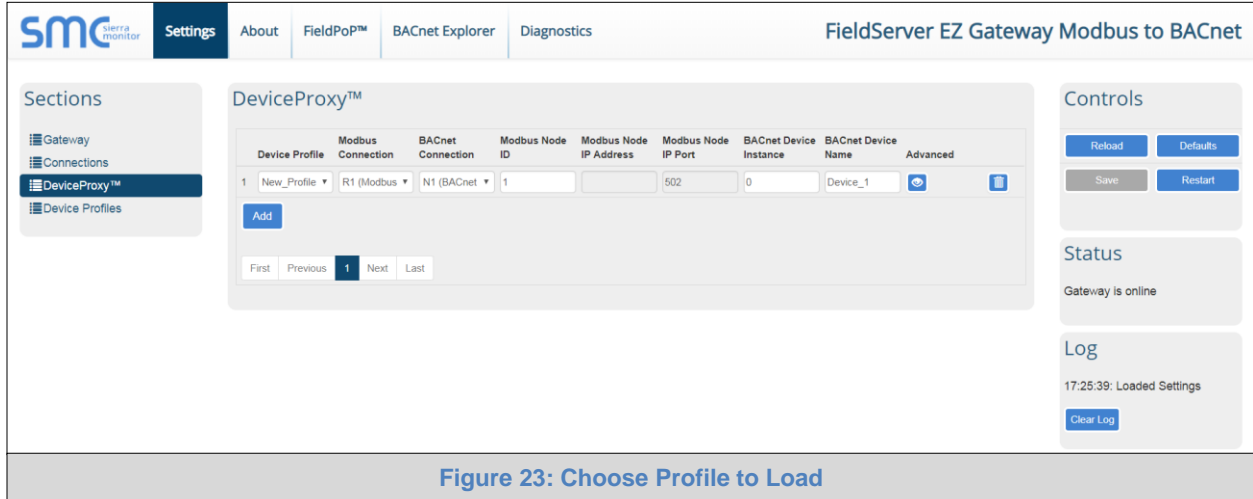 SMC sierra monitor
Settings About FieldPoP™ BACnet Explorer Diagnostics
FieldServer EZ Gateway Modbus to BACnet
Sections
Gateway
Connections
DeviceProxy™
Device Profiles
DeviceProxy™
Device Profile Modbus Connection BACnet Connection Modbus Node ID Modbus Node IP Address Modbus Node IP Port BACnet Device Instance BACnet Device Name Advanced
1 New_Profile R1 (Modbus N1 (BACnet 1 502 0 Device_1
Add
First Previous 1 Next Last
Controls
Reload Defaults
Save Restart
Status
Gateway is online
Log
17:25:39: Loaded Settings
Clear Log
Figure 23: Choose Profile to Load